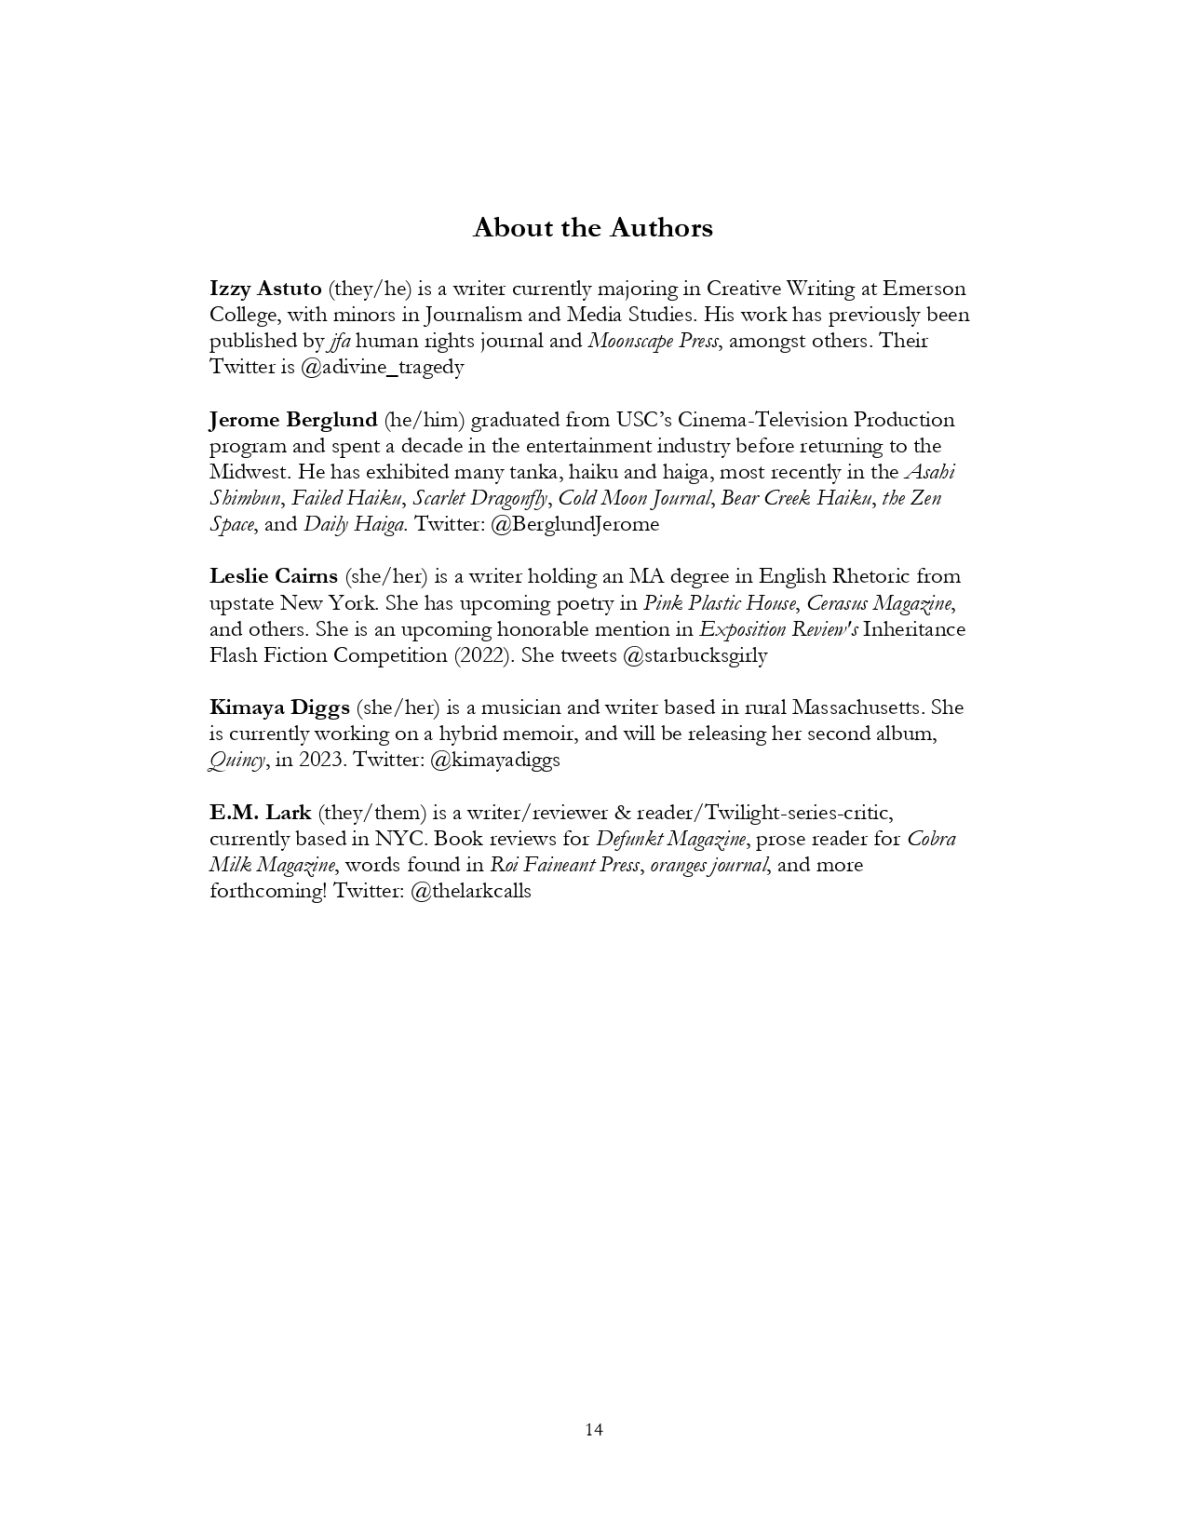 About the Authors
Izzy Astuto (they/he) is a writer currently majoring in Creative Writing at Emerson
College, with minors in Journalism and Media Studies. His work has previously been
published by jfa human rights journal and Moonscape Press, amongst others. Their
Twitter is @adivine_tragedy
Jerome Berglund (he/him) graduated from USC’s Cinema-Television Production
program and spent a decade in the entertainment industry before returning to the
Midwest. He has exhibited many tanka, haiku and haiga, most recently in the Asahi
Shimbun, Failed Haiku, Scarlet Dragonfly, Cold Moon Journal, Bear Creek Haiku, the Zen
Space, and Daily Haiga. Twitter: @BerglundJerome
Leslie Cairns (she/her) is a writer holding an MA degree in English Rhetoric from
upstate New York. She has upcoming poetry in Pink Plastic House, Cerasus Magazine,
and others. She is an upcoming honorable mention in Exposition Review's Inheritance
Flash Fiction Competition (2022). She tweets @starbucksgirly
Kimaya Diggs (she/her) is a musician and writer based in rural Massachusetts. She
is currently working on a hybrid memoir, and will be releasing her second album,
Quincy, in 2023. Twitter: @kimayadiggs
E.M. Lark (they/them) is a writer/reviewer & reader/Twilight-series-critic,
currently based in NYC. Book reviews for Defunkt Magazine, prose reader for Cobra
Milk Magazine, words found in Roi Faineant Press, oranges journal, and more
forthcoming! Twitter: @thelarkcalls
14